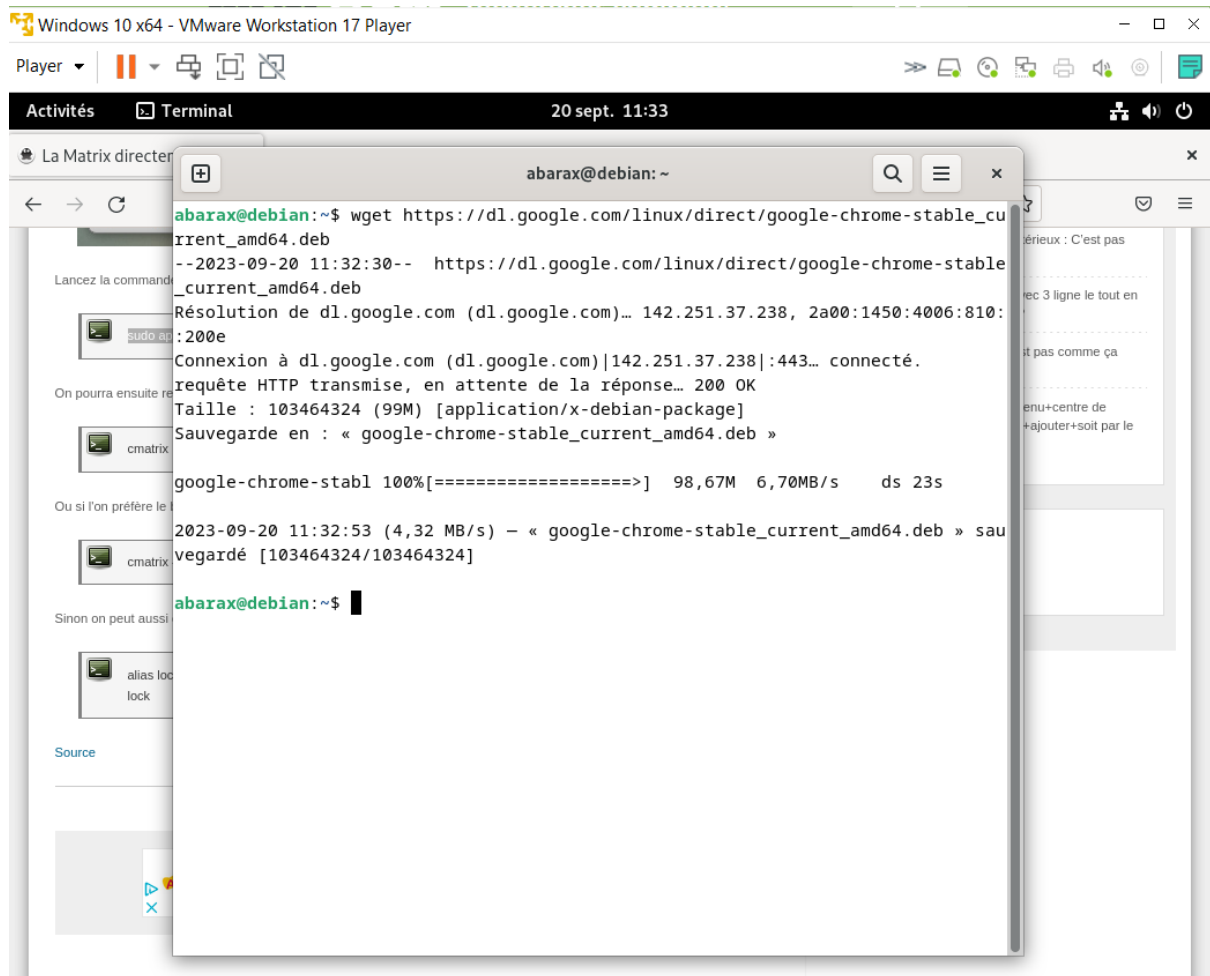 Windows 10 x64 - VMware Workstation 17 Player
Player
Activités Terminal 20 sept. 11:33
La Matrix
abarax@debian: ~
abarax@debian:~$ wget https://dl.google.com/linux/direct/google-chrome-stable_cu
rrent_amd64.deb
--2023-09-20 11:32:30-- https://dl.google.com/linux/direct/google-chrome-stable
_current_amd64.deb
Résolution de dl.google.com (dl.google.com)… 142.251.37.238, 2a00:1450:4006:810:
:200e
Connexion à dl.google.com (dl.google.com)|142.251.37.238|:443… connecté.
requête HTTP transmise, en attente de la réponse… 200 OK
Taille : 103464324 (99M) [application/x-debian-package]
Sauvegarde en : « google-chrome-stable_current_amd64.deb »
google-chrome-stabl 100%[===================>] 98,67M 6,70MB/s ds 23s
2023-09-20 11:32:53 (4,32 MB/s) — « google-chrome-stable_current_amd64.deb » sau
vegardé [103464324/103464324]
abarax@debian:~$
Lancez la commande
sudo
On pourra ensuite
cmatrix
Ou si l'on préfère le
cmatrix
Sinon on peut aussi
alias
lock
Source
: C'est pas
3 ligne le tout en
pas comme ça
+centre de
+ajouter+soit par le